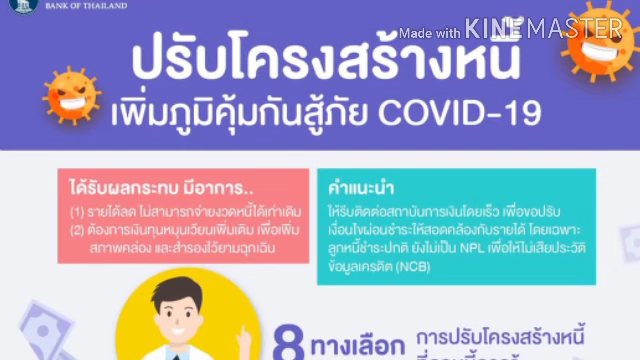 BANK OF THAILAND
Made with KINEMASTER
ปรับโครงสร้างหนี้
เพิ่มภูมิคุ้มกันสู้ภัย COVID-19
ได้รับผลกระทบ มีอาการ..
(1) รายได้ลด ไม่สามารถจ่ายงวดหนี้ได้เท่าเดิม
(2) ต้องการเงินทุนหมุนเวียนเพิ่มเติม เพื่อเพิ่ม
สภาพคล่อง และสำรองไว้ยามฉุกเฉิน
คำแนะนำ
ให้รีบติดต่อสถาบันการเงินโดยเร็ว เพื่อขอปรับ
เงื่อนไขผ่อนชำระให้สอดคล้องกับรายได้ โดยเฉพาะ
ลูกหนี้ชำระปกติ ยังไม่เป็น NPL เพื่อให้ไม่เสียประวัติ
ข้อมูลเครดิต (NCB)
8 ทางเลือก การปรับโครงสร้างหนี้